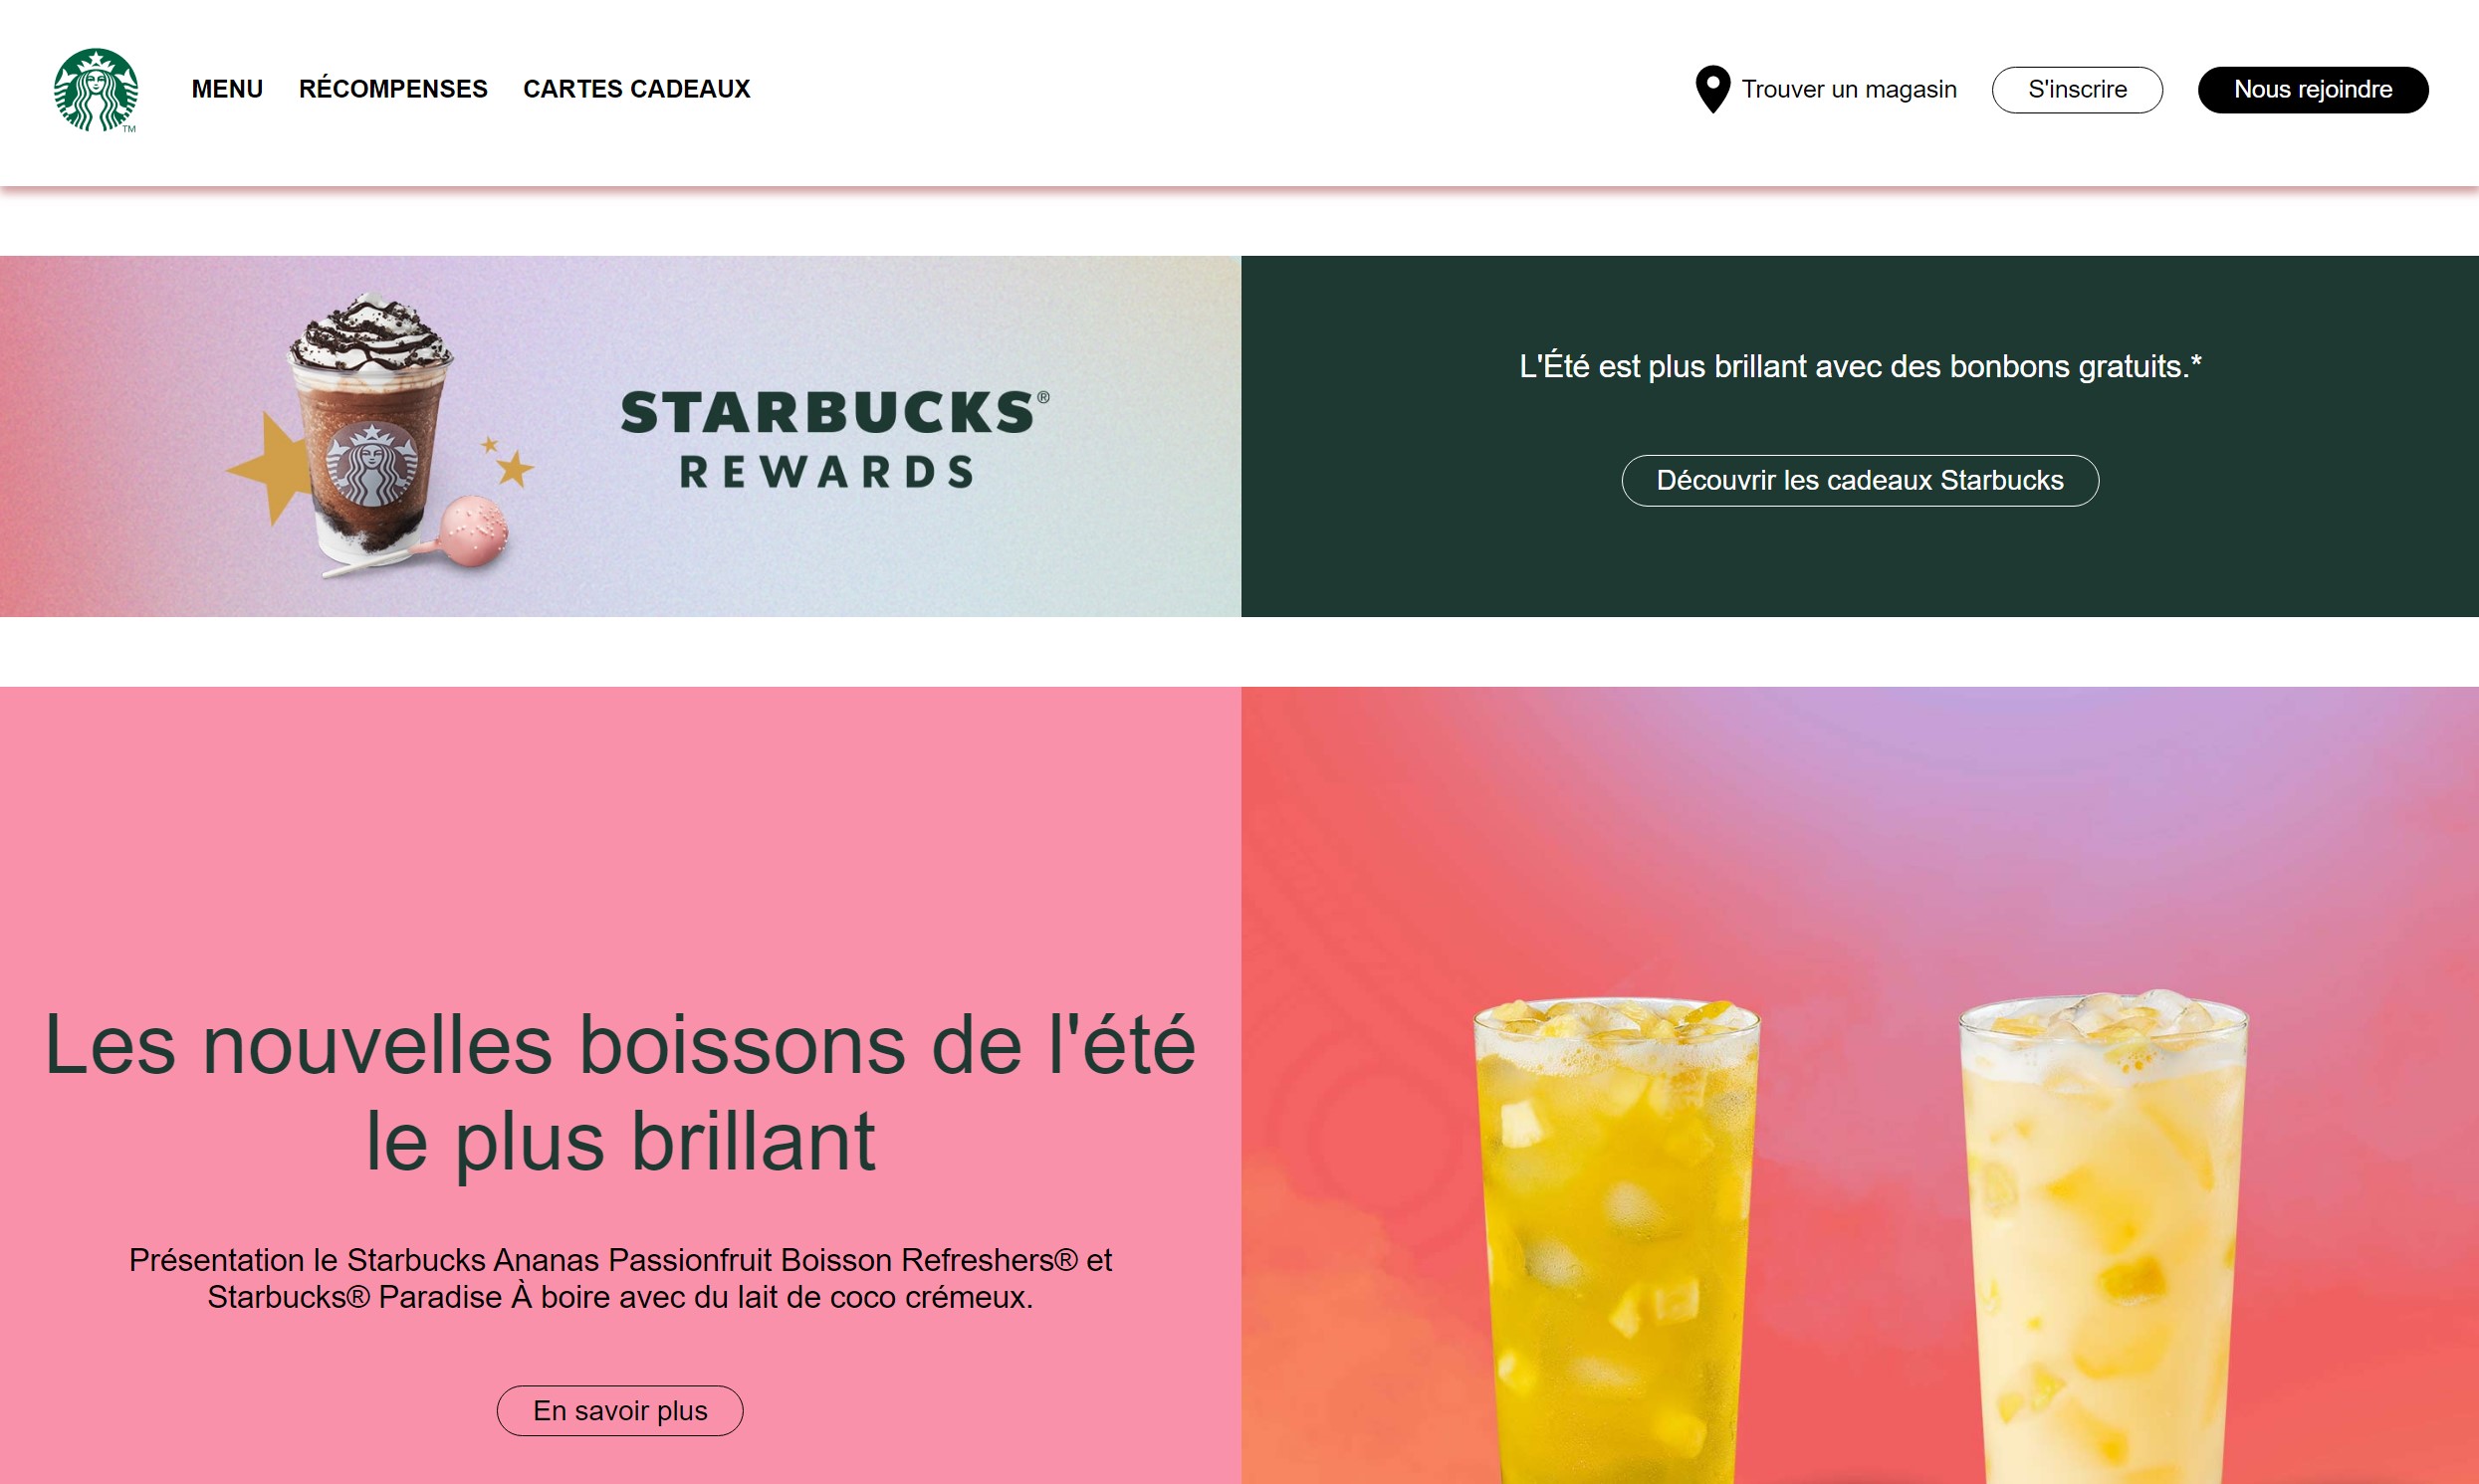 TM
MENU RÉCOMPENSES CARTES CADEAUX
Trouver un magasin S'inscrire Nous rejoindre
STARBUCKS®
REWARDS
L'Été est plus brillant avec des bonbons gratuits.*
Découvrir les cadeaux Starbucks
Les nouvelles boissons de l'été
le plus brillant
Présentation le Starbucks Ananas Passionfruit Boisson Refreshers® et
Starbucks® Paradise À boire avec du lait de coco crémeux.
En savoir plus